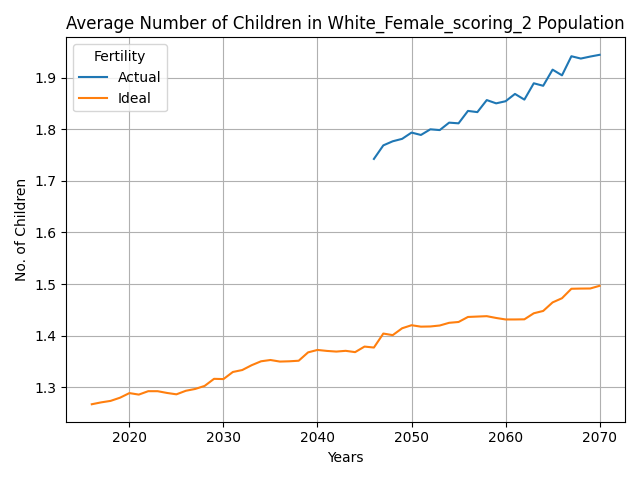 Average Number of Children in White_Female_scoring_2 Population
Fertility
Actual
Ideal
No. of Children
1.9
1.8
1.7
1.6
1.5
1.4
1.3
2020 2030 2040 2050 2060 2070
Years